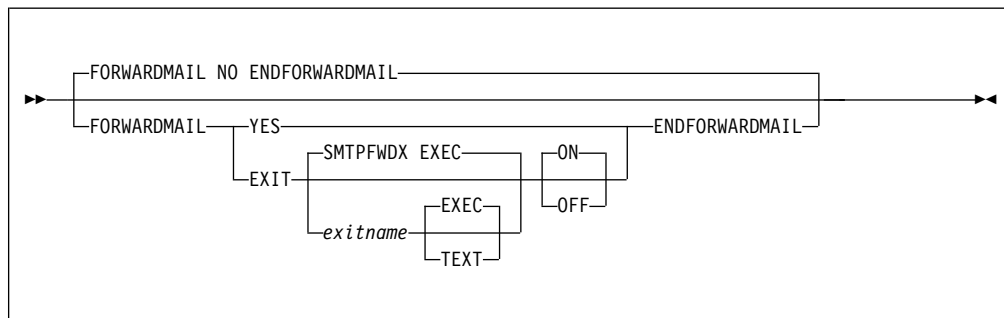 FORWARDMAIL NO ENDFORWARDMAIL
FORWARDMAIL YES ENDFORWARDMAIL
SMTPFWDX EXEC ON
EXIT
EXEC OFF
exitname
TEXT